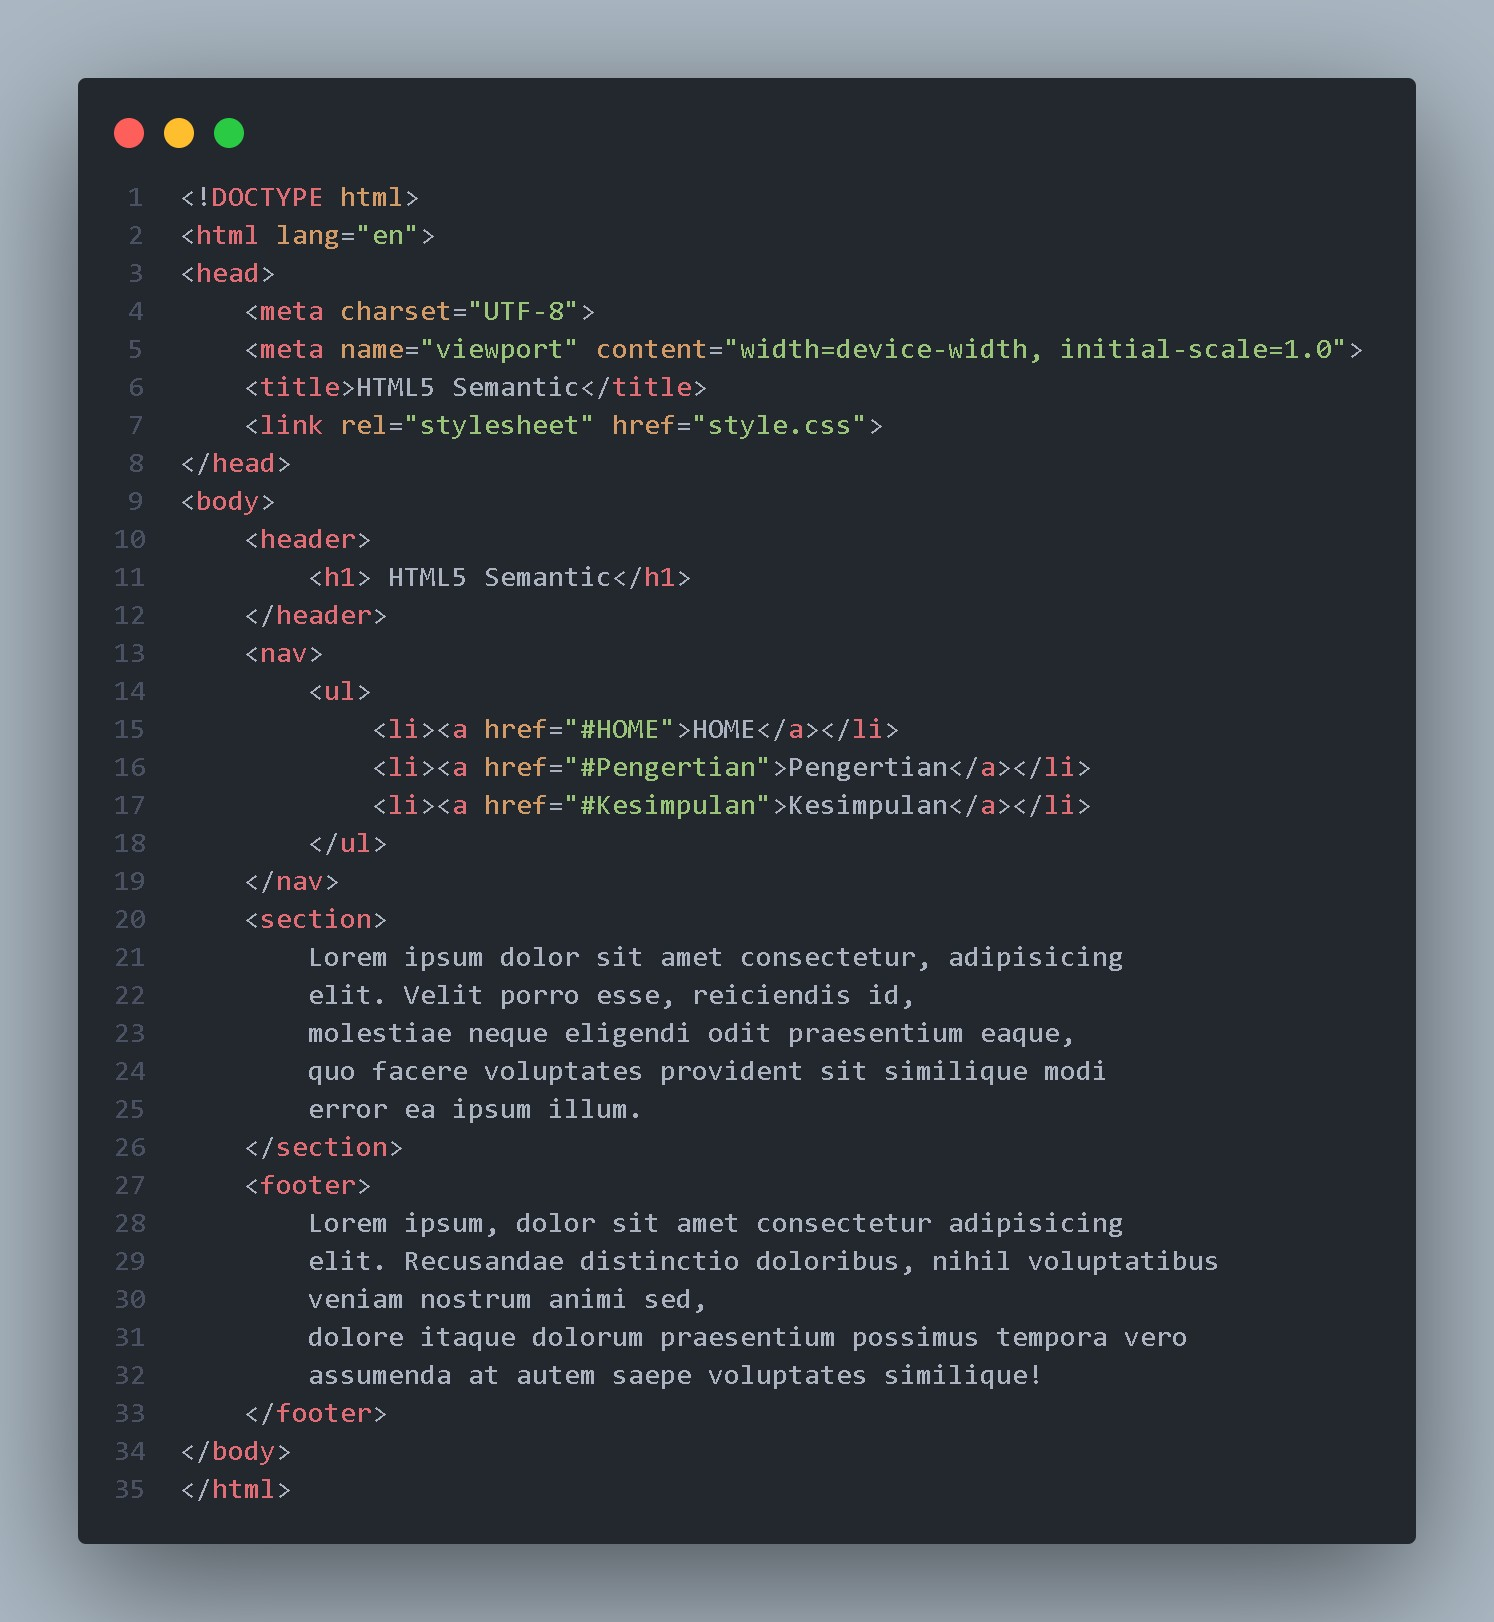 1 <!DOCTYPE html>
2 <html lang="en">
3 <head>
4     <meta charset="UTF-8">
5     <meta name="viewport" content="width=device-width, initial-scale=1.0">
6     <title>HTML5 Semantic</title>
7     <link rel="stylesheet" href="style.css">
8 </head>
9 <body>
10     <header>
11         <h1> HTML5 Semantic</h1>
12     </header>
13     <nav>
14         <ul>
15             <li><a href="#HOME">HOME</a></li>
16             <li><a href="#Pengertian">Pengertian</a></li>
17             <li><a href="#Kesimpulan">Kesimpulan</a></li>
18         </ul>
19     </nav>
20     <section>
21         Lorem ipsum dolor sit amet consectetur, adipisicing
22         elit. Velit porro esse, reiciendis id,
23         molestiae neque eligendi odit praesentium eaque,
24         quo facere voluptates provident sit similique modi
25         error ea ipsum illum.
26     </section>
27     <footer>
28         Lorem ipsum, dolor sit amet consectetur adipisicing
29         elit. Recusandae distinctio doloribus, nihil voluptatibus
30         veniam nostrum animi sed,
31         dolore itaque dolorum praesentium possimus tempora vero
32         assumenda at autem saepe voluptates similique!
33     </footer>
34 </body>
35 </html>